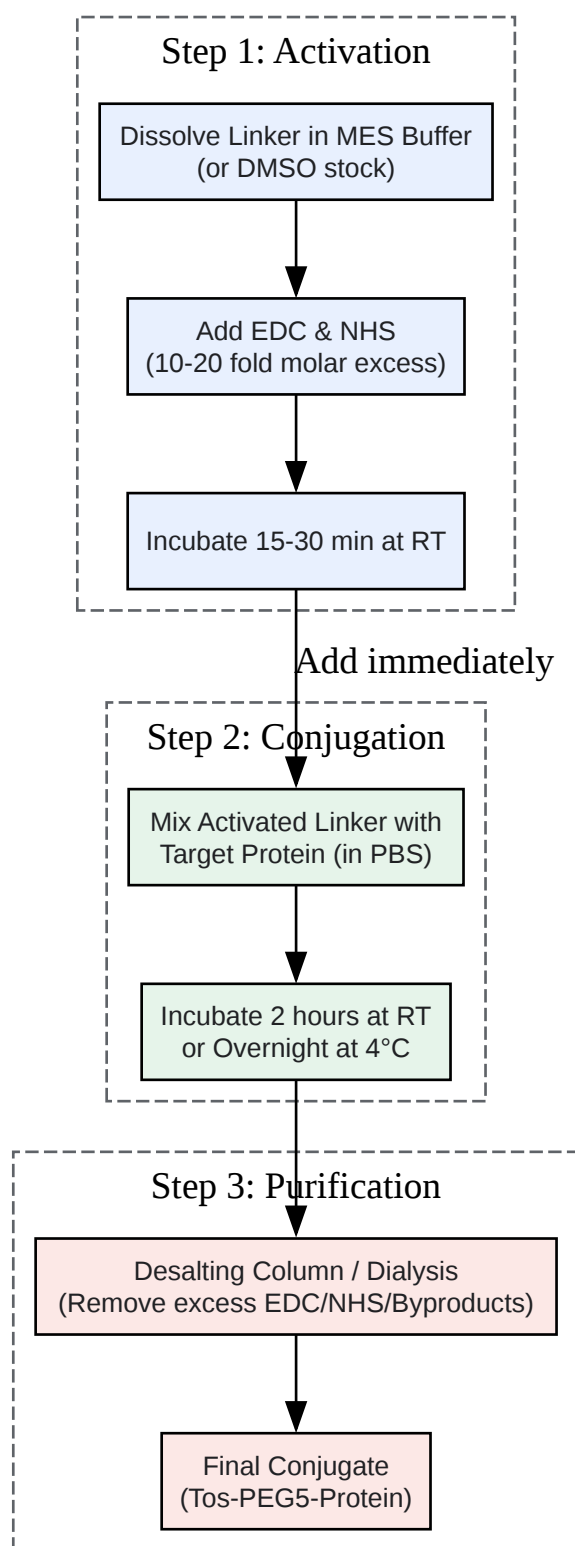 Step 1: Activation
Dissolve Linker in MES Buffer
(or DMSO stock)
Add EDC & NHS
(10-20 fold molar excess)
Incubate 15-30 min at RT
Add immediately
Step 2: Conjugation
Mix Activated Linker with
Target Protein (in PBS)
Incubate 2 hours at RT
or Overnight at 4°C
Step 3: Purification
Desalting Column / Dialysis
(Remove excess EDC/NHS/Byproducts)
Final Conjugate
(Tos-PEG5-Protein)